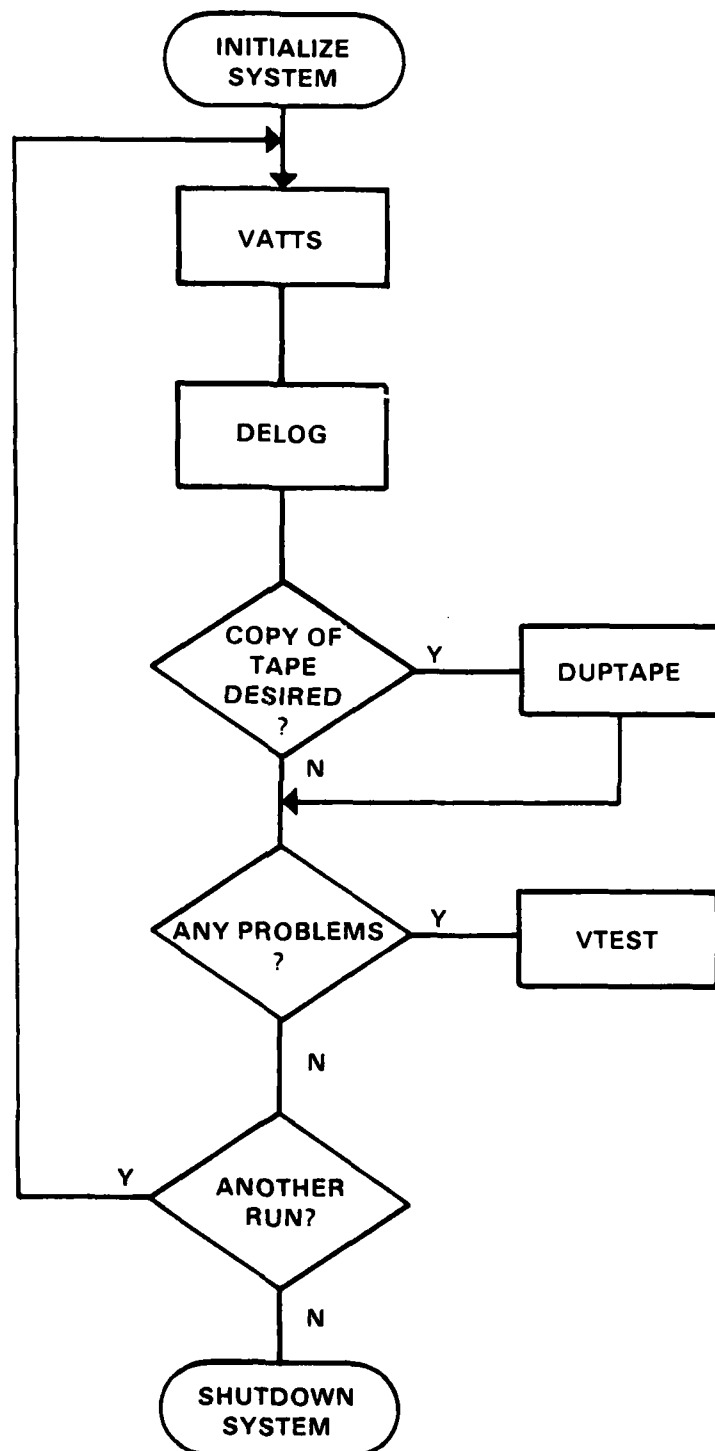 INITIALIZE
SYSTEM
VATTS
DELOG
COPY OF
TAPE
DESIRED
?
Y
DUPTAPE
N
ANY PROBLEMS
?
Y
VTEST
N
Y
ANOTHER
RUN?
N
SHUTDOWN
SYSTEM